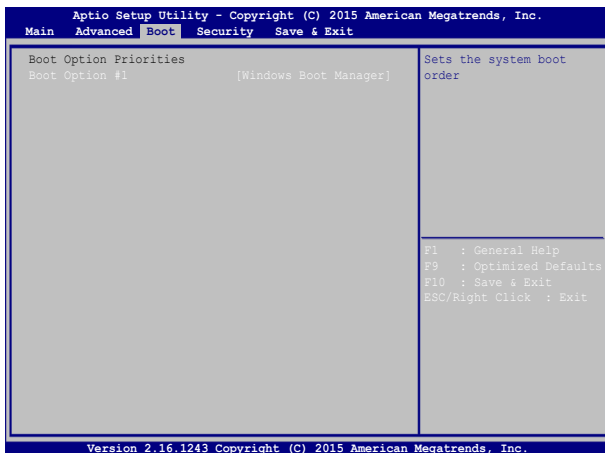 Aptio Setup Utility - Copyright (C) 2015 American Megatrends, Inc.
Main Advanced Boot Security Save & Exit
Boot Option Priorities
Boot Option #1 [Windows Boot Manager]
Sets the system boot
order
F1 : General Help
F9 : Optimized Defaults
F10 : Save & Exit
ESC/Right Click : Exit
Version 2.16.1243 Copyright (C) 2015 American Megatrends, Inc.